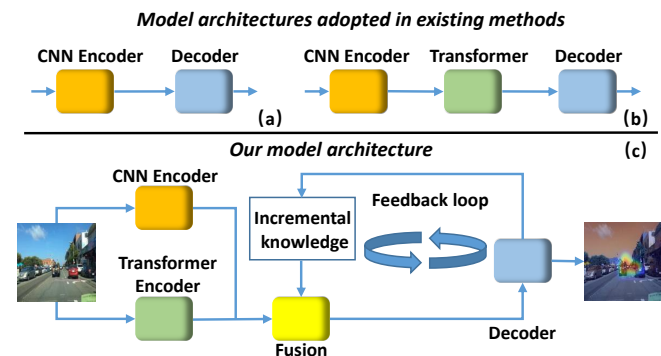 Model architectures adopted in existing methods
CNN Encoder Decoder
(a)
CNN Encoder Transformer Decoder
(b)
Our model architecture
(c)
CNN Encoder
Transformer
Encoder
Incremental
knowledge
Feedback loop
Fusion
Decoder